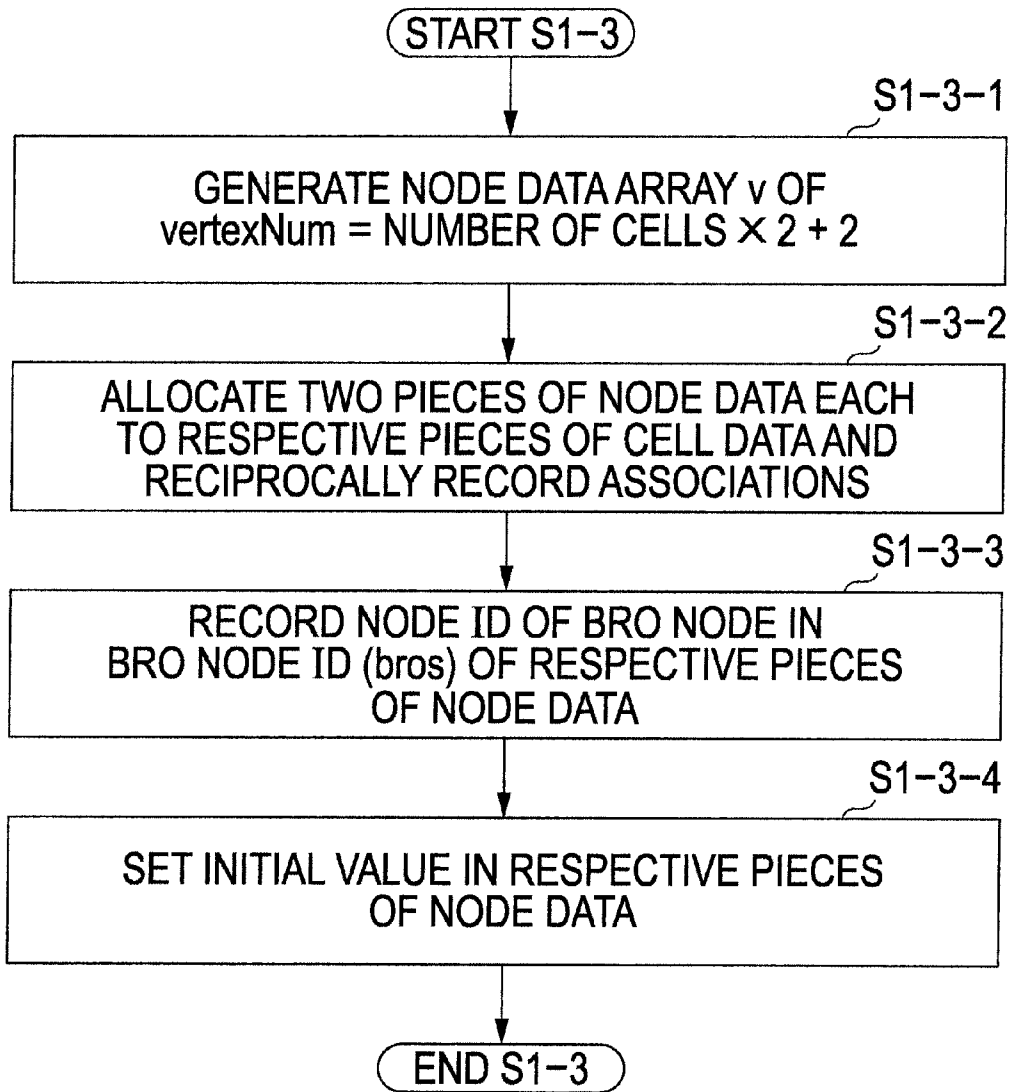 START S1-3
S1-3-1
GENERATE NODE DATA ARRAY v OF
vertexNum = NUMBER OF CELLS × 2 + 2
S1-3-2
ALLOCATE TWO PIECES OF NODE DATA EACH
TO RESPECTIVE PIECES OF CELL DATA AND
RECIPROCALLY RECORD ASSOCIATIONS
S1-3-3
RECORD NODE ID OF BRO NODE IN
BRO NODE ID (bros) OF RESPECTIVE PIECES
OF NODE DATA
S1-3-4
SET INITIAL VALUE IN RESPECTIVE PIECES
OF NODE DATA
END S1-3